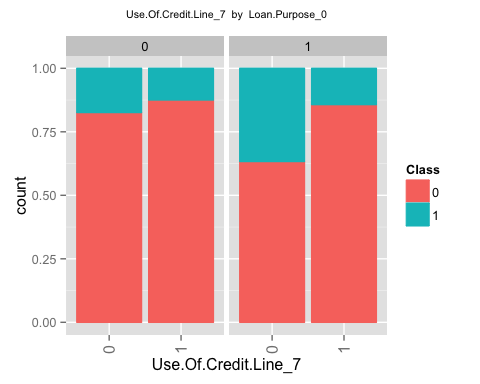 Use.Of.Credit.Line_7 by Loan.Purpose_0
0 1
1.00
0.75
0.50
0.25
0.00
count
0 1 0 1
Use.Of.Credit.Line_7
Class
0
1